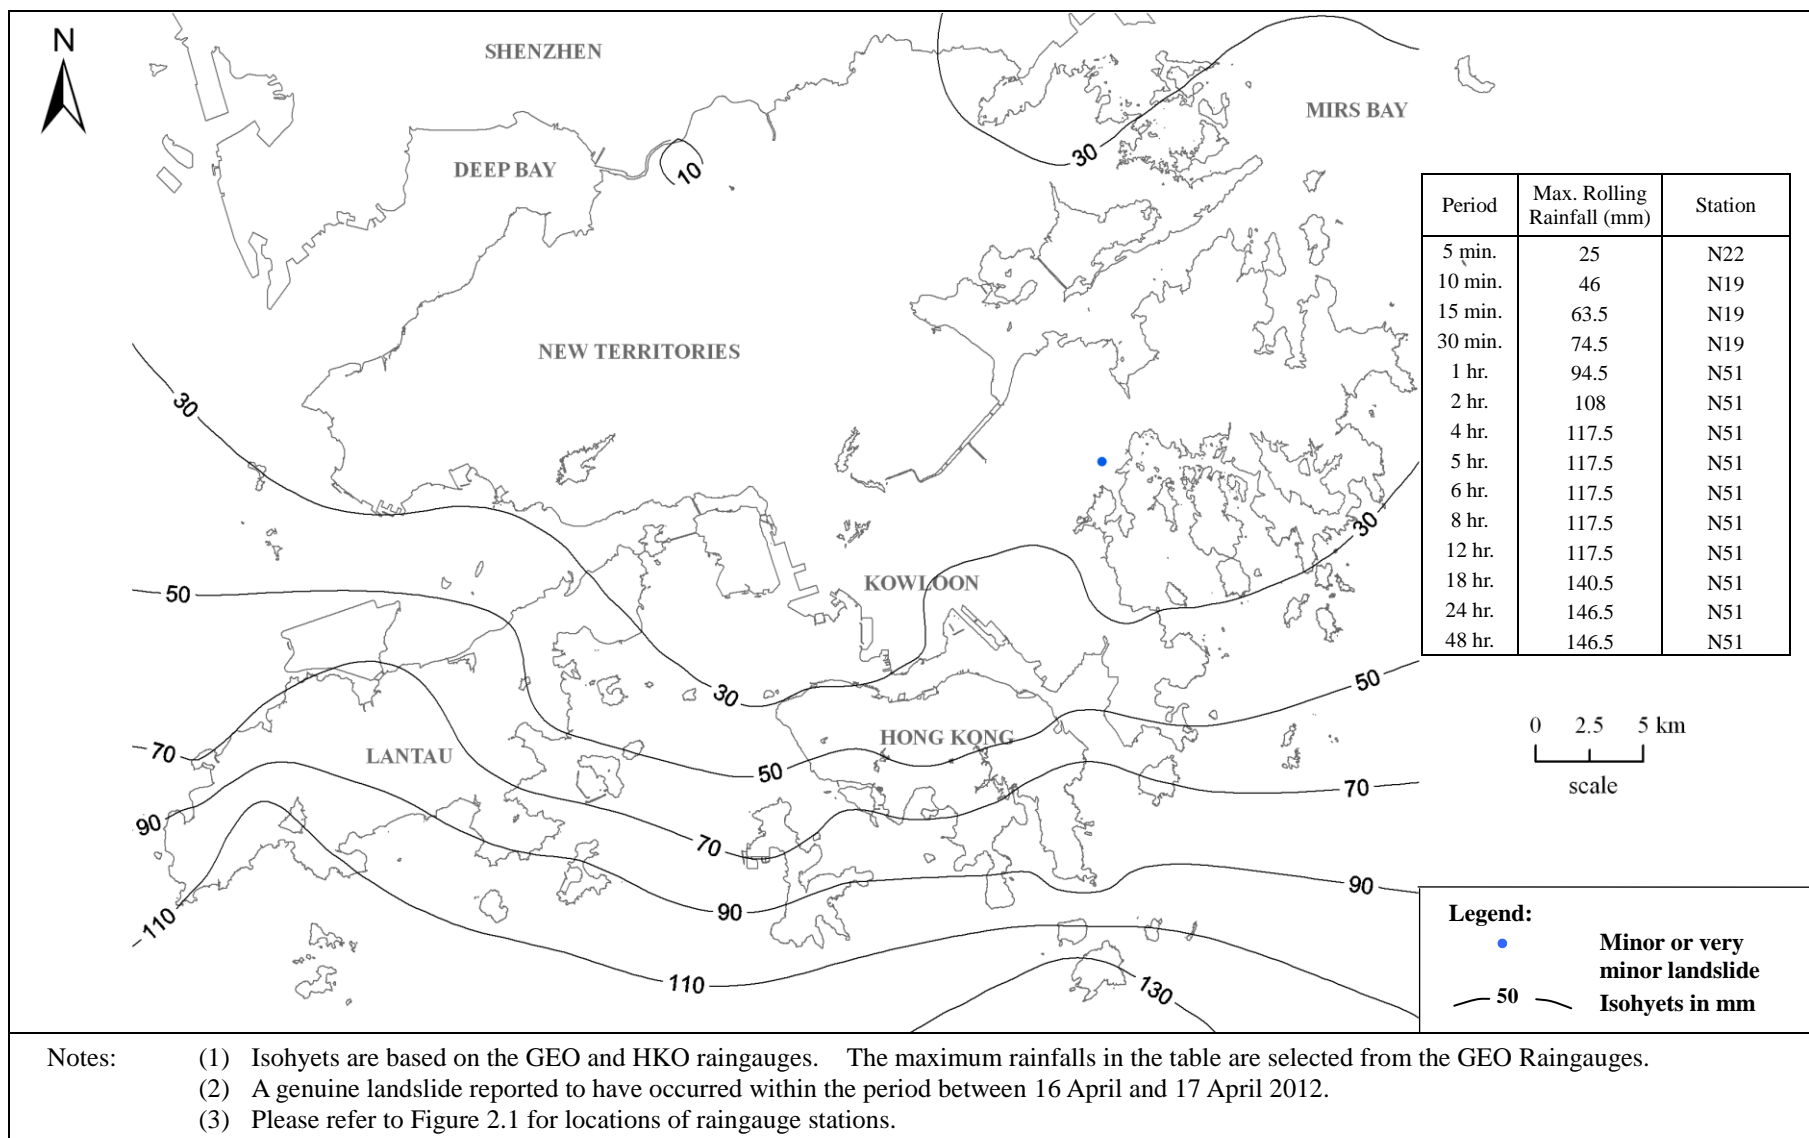 N
SHENZHEN
MIRS BAY
DEEP BAY
30
10
NEW TERRITORIES
30
30
KOWLOON
50
30
50
70
LANTAU
HONG KONG
50
70
90
70
90
90
110
110
130
Period Max. Rolling Rainfall (mm) Station
5 min. 25 N22
10 min. 46 N19
15 min. 63.5 N19
30 min. 74.5 N19
1 hr. 94.5 N51
2 hr. 108 N51
4 hr. 117.5 N51
5 hr. 117.5 N51
6 hr. 117.5 N51
8 hr. 117.5 N51
12 hr. 117.5 N51
18 hr. 140.5 N51
24 hr. 146.5 N51
48 hr. 146.5 N51
0 2.5 5 km
scale
Legend:
Minor or very
minor landslide
50 Isohyets in mm
Notes: (1) Isohyets are based on the GEO and HKO raingauges. The maximum rainfalls in the table are selected from the GEO Raingauges.
(2) A genuine landslide reported to have occurred within the period between 16 April and 17 April 2012.
(3) Please refer to Figure 2.1 for locations of raingauge stations.